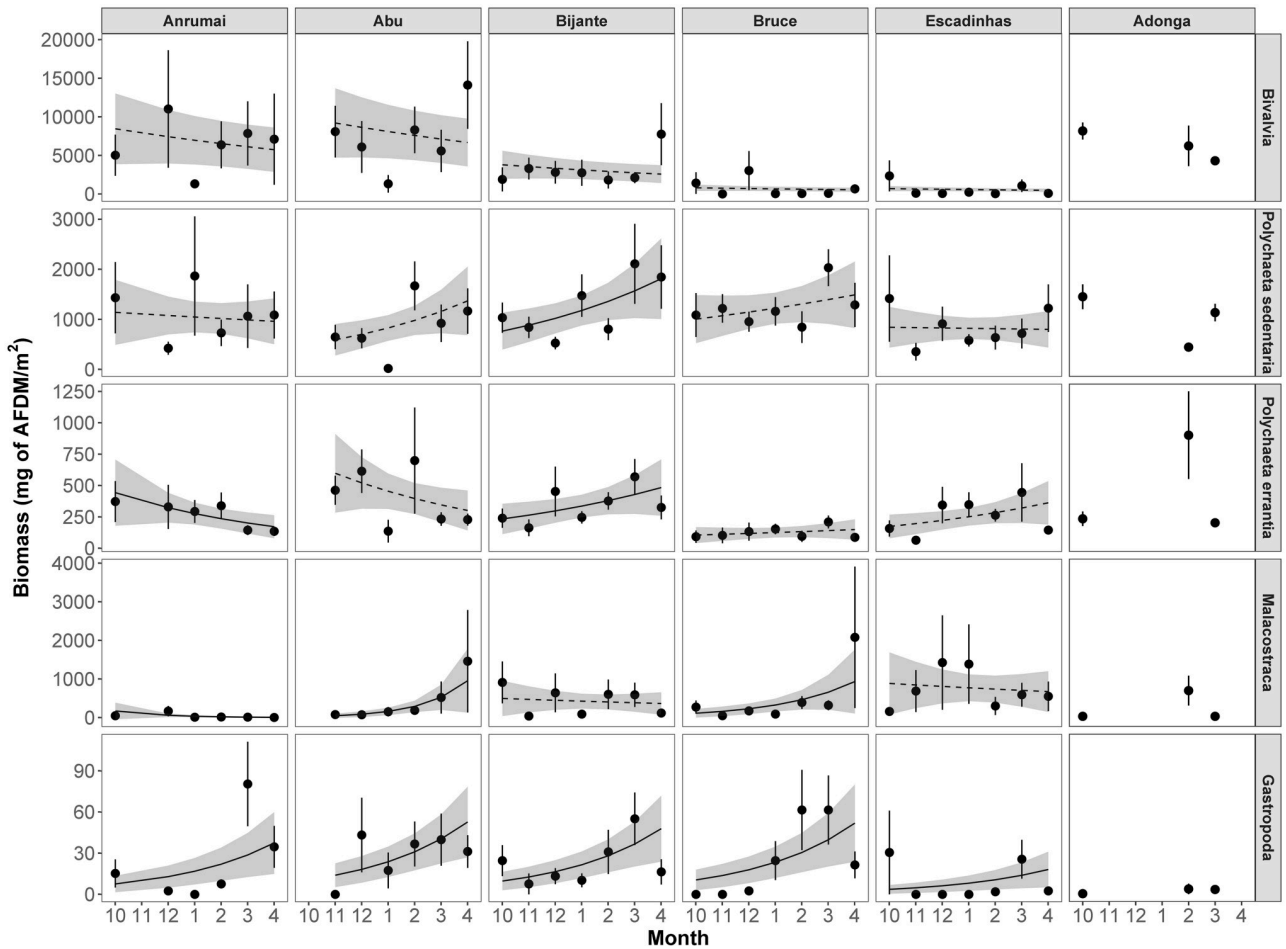 Anrumai Abu Bijante Bruce Escadinhas Adonga
20000
15000
10000
5000
0
Bivalvia
3000
2000
1000
0
Polychaeta sedentaria
1250
1000
750
500
250
0
Polychaeta errantia
4000
3000
2000
1000
0
Malacostraca
90
60
30
0
Gastropoda
Biomass (mg of AFDM/m²)
10 11 12 1 2 3 4 10 11 12 1 2 3 4 10 11 12 1 2 3 4 10 11 12 1 2 3 4 10 11 12 1 2 3 4 10 11 12 1 2 3 4
Month